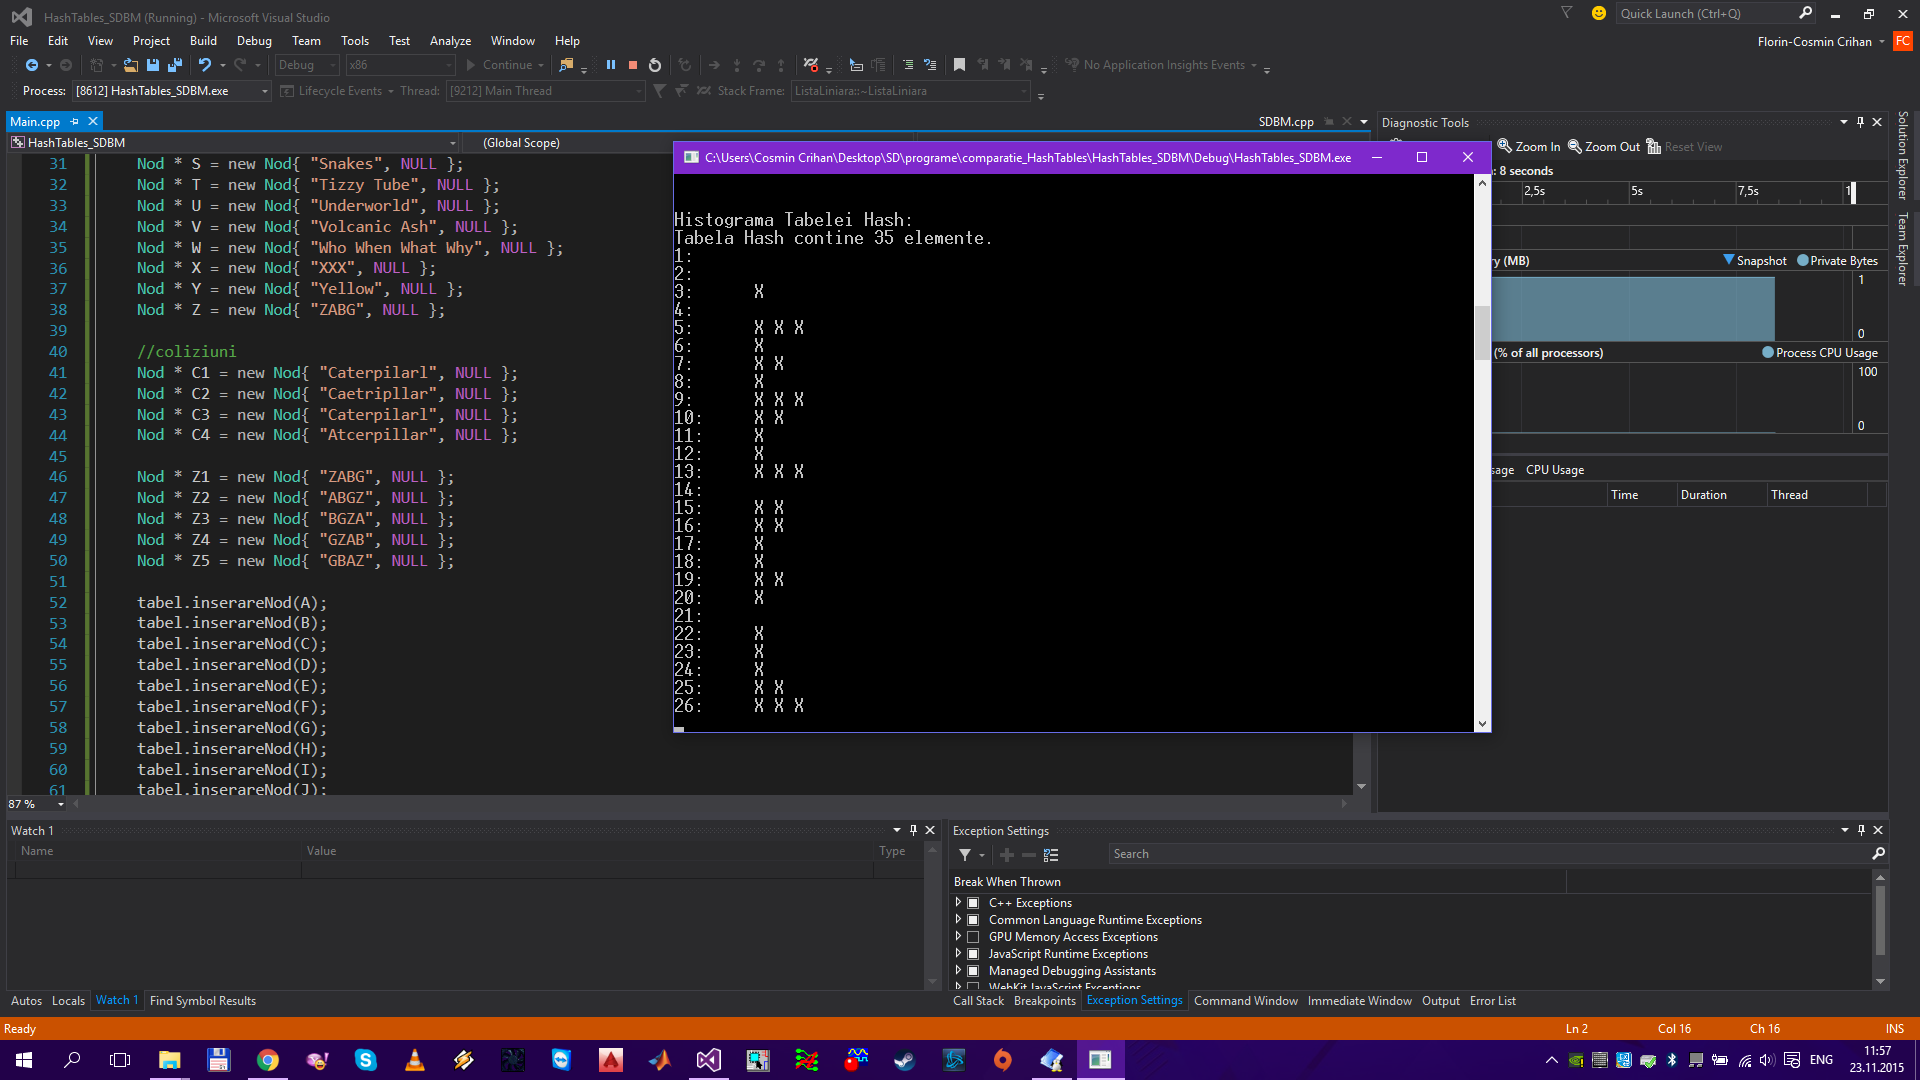 HashTables_SDBM (Running) - Microsoft Visual Studio
Quick Launch (Ctrl+Q)
File Edit View Project Build Debug Team Tools Test Analyze Window Help
Florin-Cosmin Crihan FC
Debug x86 Continue No Application Insights Events
Process: [8612] HashTables_SDBM.exe Lifecycle Events Thread: [9212] Main Thread Stack Frame: ListaLiniara::~ListaLiniara
Main.cpp SDBM.cpp
HashTables_SDBM (Global Scope)
31 Nod * S = new Nod{ "Snakes", NULL };
32 Nod * T = new Nod{ "Tizzy Tube", NULL };
33 Nod * U = new Nod{ "Underworld", NULL };
34 Nod * V = new Nod{ "Volcanic Ash", NULL };
35 Nod * W = new Nod{ "Who When What Why", NULL };
36 Nod * X = new Nod{ "XXX", NULL };
37 Nod * Y = new Nod{ "Yellow", NULL };
38 Nod * Z = new Nod{ "ZABG", NULL };
39
40 //coliziuni
41 Nod * C1 = new Nod{ "Caterpilarl", NULL };
42 Nod * C2 = new Nod{ "Caetripllar", NULL };
43 Nod * C3 = new Nod{ "Caterpilarl", NULL };
44 Nod * C4 = new Nod{ "Atcerpillar", NULL };
45
46 Nod * Z1 = new Nod{ "ZABG", NULL };
47 Nod * Z2 = new Nod{ "ABGZ", NULL };
48 Nod * Z3 = new Nod{ "BGZA", NULL };
49 Nod * Z4 = new Nod{ "GZAB", NULL };
50 Nod * Z5 = new Nod{ "GBAZ", NULL };
51
52 tabel.inserareNod(A);
53 tabel.inserareNod(B);
54 tabel.inserareNod(C);
55 tabel.inserareNod(D);
56 tabel.inserareNod(E);
57 tabel.inserareNod(F);
58 tabel.inserareNod(G);
59 tabel.inserareNod(H);
60 tabel.inserareNod(I);
61 tabel.inserareNod(J);
87 %
C:\Users\Cosmin Crihan\Desktop\SD\programe\comparatie_HashTables\HashTables_SDBM\Debug\HashTables_SDBM.exe
Histograma Tabelei Hash:
Tabela Hash contine 35 elemente.
1:
2:
3: X
4:
5: X X X
6: X
7: X X
8: X
9: X X X
10: X X
11: X
12: X
13: X X X
14:
15: X X
16: X X
17: X
18: X
19: X X
20: X
21:
22: X
23: X
24: X
25: X X
26: X X X
Diagnostic Tools
Zoom In Zoom Out Reset View
: 8 seconds
2,5s 5s 7,5s 1
ry (MB) Snapshot Private Bytes
1
0
(% of all processors) Process CPU Usage
100
0
sage CPU Usage
Time Duration Thread
Solution Explorer
Team Explorer
Watch 1
Name Value Type
Autos Locals Watch 1 Find Symbol Results
Exception Settings
Search
Break When Thrown
C++ Exceptions
Common Language Runtime Exceptions
GPU Memory Access Exceptions
JavaScript Runtime Exceptions
Managed Debugging Assistants
WebKit JavaScript Exceptions
Call Stack Breakpoints Exception Settings Command Window Immediate Window Output Error List
Ready Ln 2 Col 16 Ch 16 INS
ENG
11:57
23.11.2015